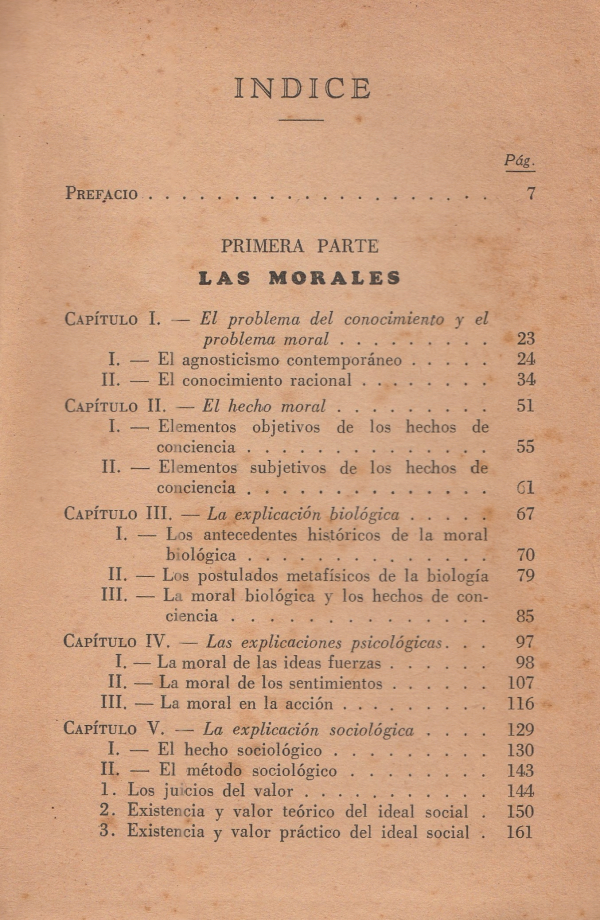 INDICE
Pág.
PREFACIO . . . . . . . . . . . . . . . . . . . . 7
PRIMERA PARTE
LAS MORALES
CAPÍTULO I. — El problema del conocimiento y el
problema moral . . . . . . . . . 23
I. — El agnosticismo contemporáneo . . . . . 24
II. — El conocimiento racional . . . . . . . . 34
CAPÍTULO II. — El hecho moral . . . . . . . . . 51
I. — Elementos objetivos de los hechos de
conciencia . . . . . . . . . . . . . 55
II. — Elementos subjetivos de los hechos de
conciencia . . . . . . . . . . . . . 61
CAPÍTULO III. — La explicación biológica . . . . . 67
I. — Los antecedentes históricos de la moral
biológica . . . . . . . . . . . . . 70
II. — Los postulados metafísicos de la biología 79
III. — La moral biológica y los hechos de con-
ciencia . . . . . . . . . . . . . . 85
CAPÍTULO IV. — Las explicaciones psicológicas . . . 97
I. — La moral de las ideas fuerzas . . . . . . 98
II. — La moral de los sentimientos . . . . . . 107
III. — La moral en la acción . . . . . . . . . 116
CAPÍTULO V. — La explicación sociológica . . . . 129
I. — El hecho sociológico . . . . . . . . . . 130
II. — El método sociológico . . . . . . . . . 143
1. Los juicios del valor . . . . . . . . . . . 144
2. Existencia y valor teórico del ideal social . 150
3. Existencia y valor práctico del ideal social . 161